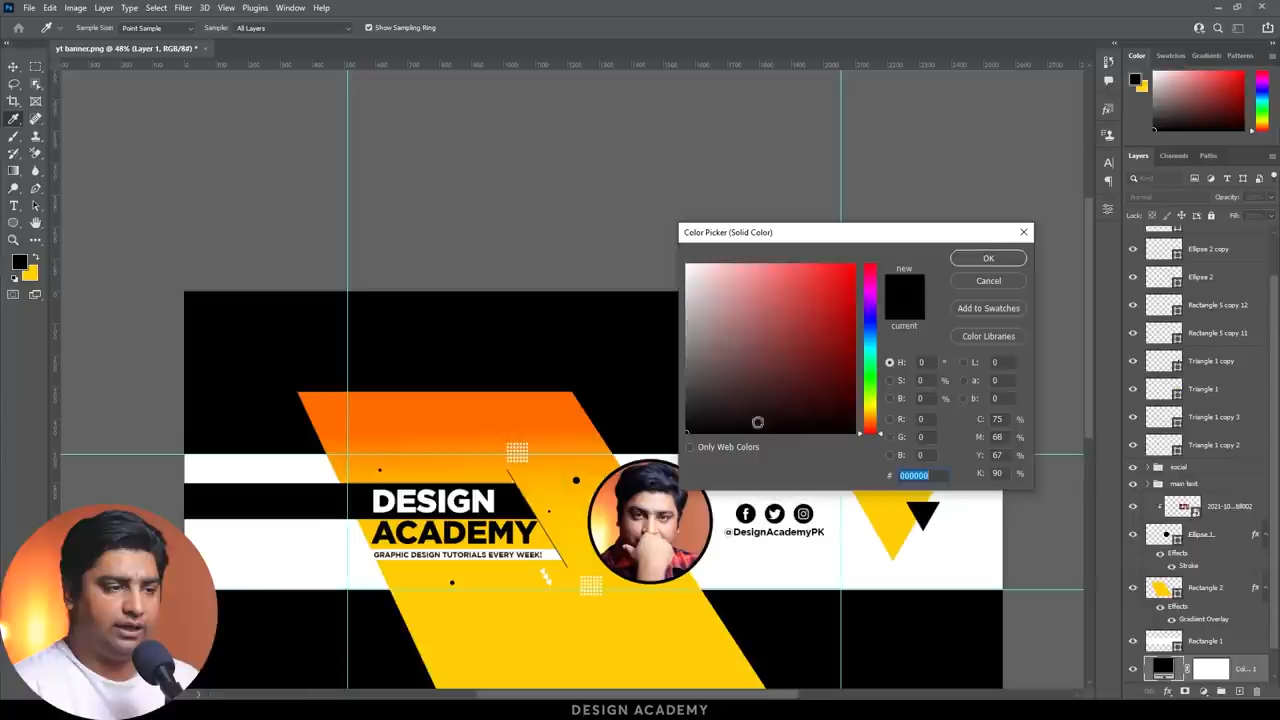 File Edit Image Layer Type Select Filter 3D View Plugins Window Help
Sample Size: Point Sample Sample: All Layers Show Sampling Ring
yt banner.png @ 48% (Layer 1, RGB/8#) *
Color Swatches Gradients Patterns
Color Picker (Solid Color)
new
current
OK
Cancel
Add to Swatches
Color Libraries
H: 0 °
S: 0 %
B: 0 %
R: 0
G: 0
B: 0
L: 0
a: 0
b: 0
C: 75 %
M: 68 %
Y: 67 %
K: 90 %
# 000000
Only Web Colors
DESIGN
ACADEMY
GRAPHIC DESIGN TUTORIALS EVERY WEEK!
@DesignAcademyPK
Layers Channels Paths
Kind
Normal Opacity:
Lock: Fill:
Ellipse 2 copy
Ellipse 2
Rectangle 5 copy 12
Rectangle 5 copy 11
Triangle 1 copy
Triangle 1
Triangle 1 copy 3
Triangle 1 copy 2
social
main text
2021-10...
Ellipse 1
Effects
Stroke
Rectangle 2
Effects
Gradient Overlay
Rectangle 1
Col... 1
DESIGN ACADEMY